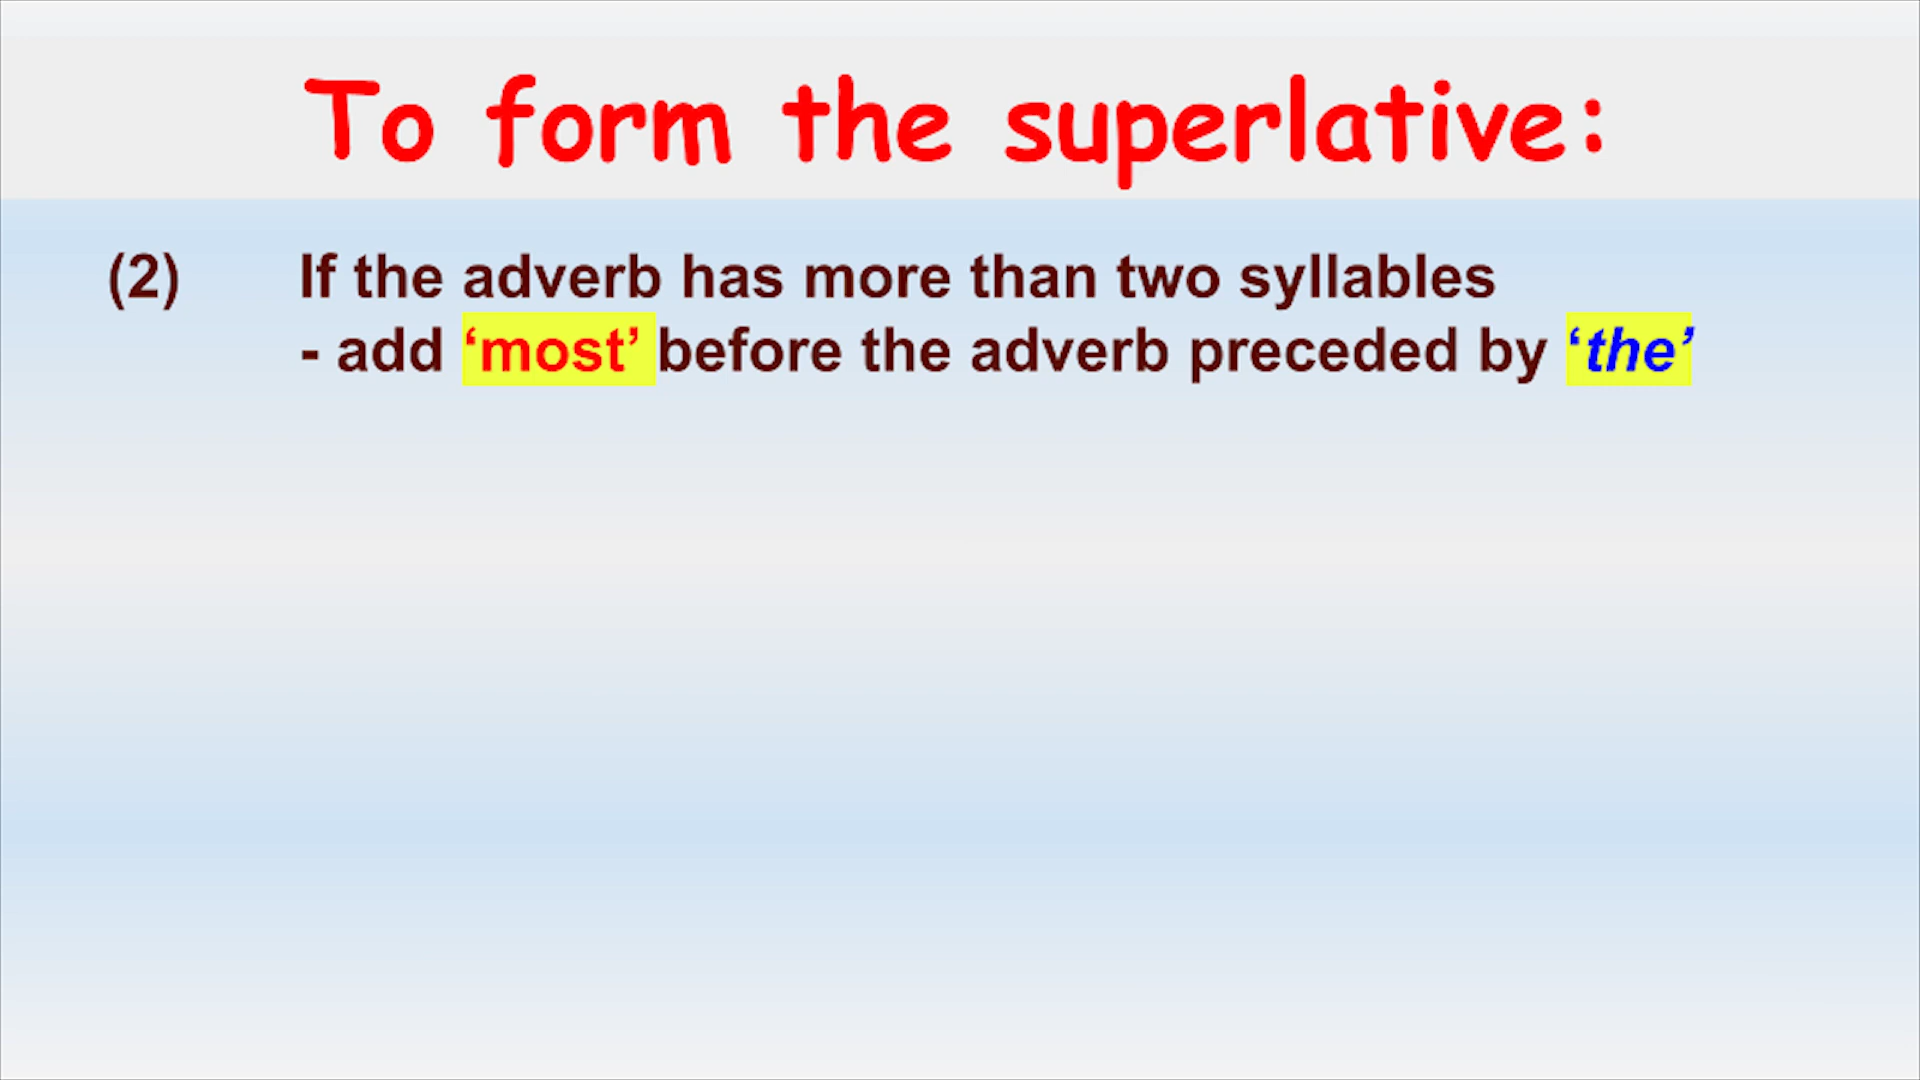 To form the superlative:
(2) If the adverb has more than two syllables
- add ‘most’ before the adverb preceded by ‘the’